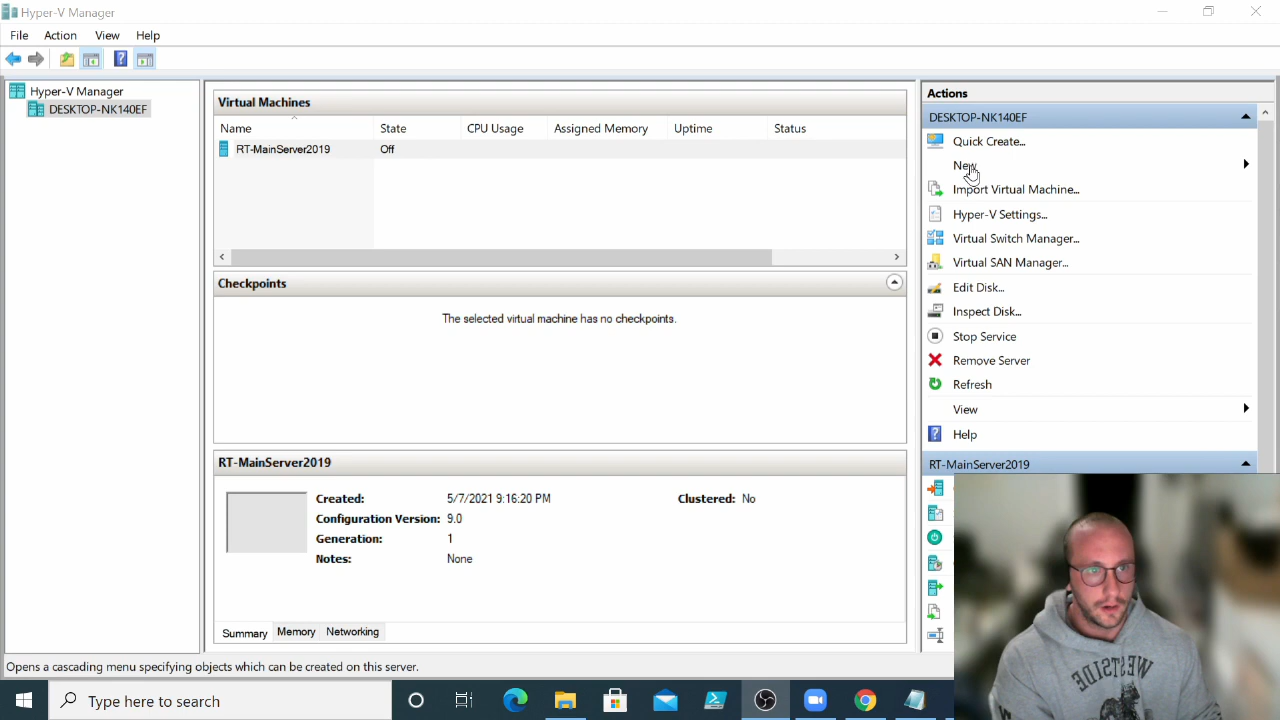 Hyper-V Manager
File Action View Help
Hyper-V Manager
DESKTOP-NK140EF
Virtual Machines
Name State CPU Usage Assigned Memory Uptime Status
RT-MainServer2019 Off
Checkpoints
The selected virtual machine has no checkpoints.
RT-MainServer2019
Created: 5/7/2021 9:16:20 PM Clustered: No
Configuration Version: 9.0
Generation: 1
Notes: None
Summary Memory Networking
Actions
DESKTOP-NK140EF
Quick Create...
New
Import Virtual Machine...
Hyper-V Settings...
Virtual Switch Manager...
Virtual SAN Manager...
Edit Disk...
Inspect Disk...
Stop Service
Remove Server
Refresh
View
Help
RT-MainServer2019
WESTSIDE
Opens a cascading menu specifying objects which can be created on this server.
Type here to search